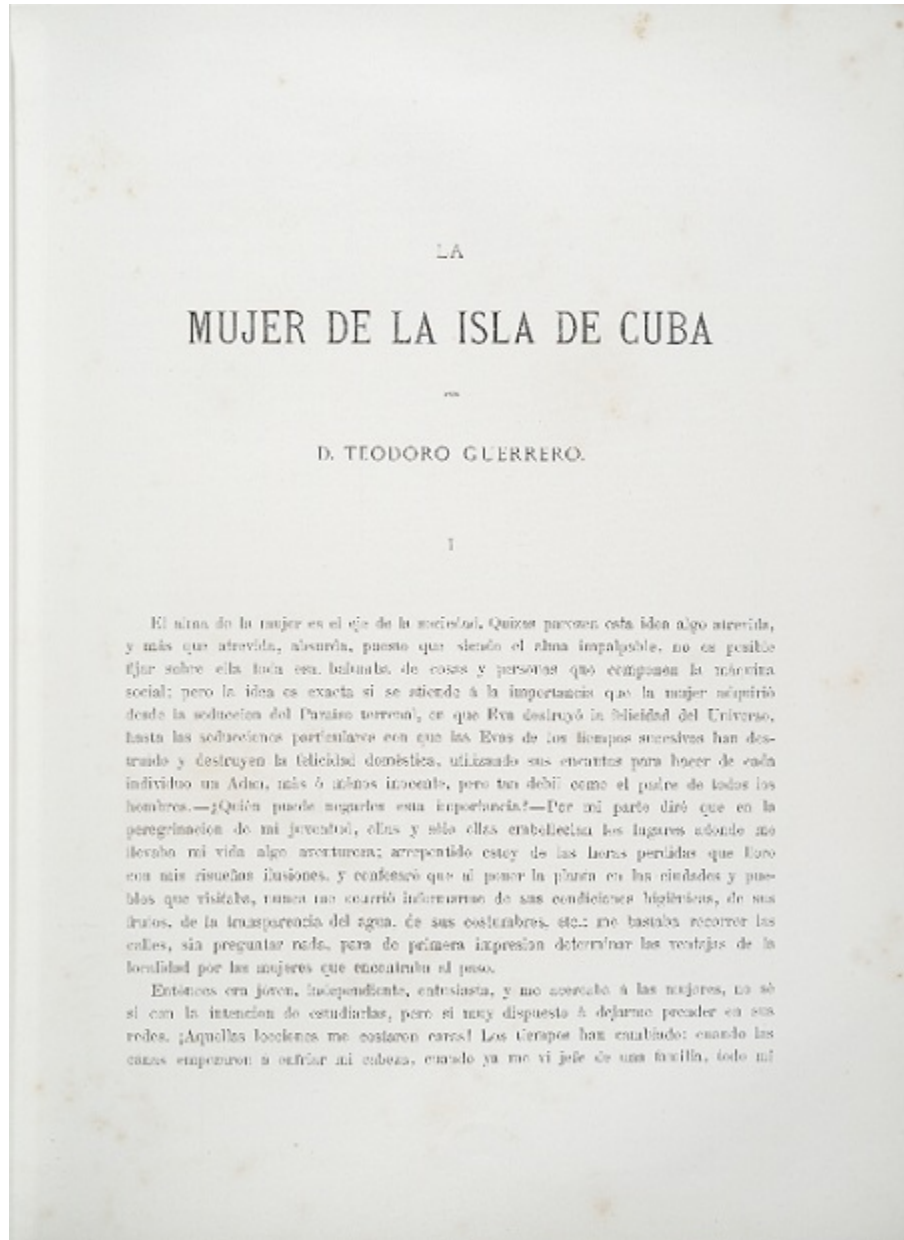 LA
MUJER DE LA ISLA DE CUBA
POR
D. TEODORO GUERRERO.
I
El alma de la mujer es el eje de la sociedad. Quizas parezca esta idea algo atrevida,
y más que atrevida, absurda, puesto que siendo el alma impalpable, no es posible
fijar sobre ella toda esa balumba de cosas y personas que componen la máquina
social; pero la idea es exacta si se atiende á la importancia que la mujer adquirió
desde la seduccion del Paraiso terrenal, en que Eva destruyó la felicidad del Universo,
hasta las seducciones particulares con que las Evas de los tiempos sucesivos han des-
truido y destruyen la felicidad doméstica, utilizando sus encantos para hacer de cada
individuo un Adan, más ó ménos inocente, pero tan debil como el padre de todos los
hombres.—¿Quién puede negarles esta importancia?—Por mi parte diré que en la
peregrinacion de mi juventud, ellas y sólo ellas embellecian los lugares adonde me
llevaba mi vida algo aventurera; arrepentido estoy de las horas perdidas que lloro
con mis risueñas ilusiones, y confesaré que al poner la planta en las ciudades y pue-
blos que visitaba, nunca me ocurrió informarme de sus condiciones higiénicas, de sus
frutos, de la transparencia del agua, de sus costumbres, etc.: me bastaba recorrer las
calles, sin preguntar nada, para de primera impresion determinar las ventajas de la
localidad por las mujeres que encontraba al paso.
Entónces era jóven, independiente, entusiasta, y me acercaba á las mujeres, no sé
si con la intencion de estudiarlas, pero si muy dispuesto á dejarme prender en sus
redes. ¡Aquellas lecciones me costaron caras! Los tiempos han cambiado: cuando las
canas empezaron á enfriar mi cabeza, cuando ya me vi jefe de una familia, todo mi